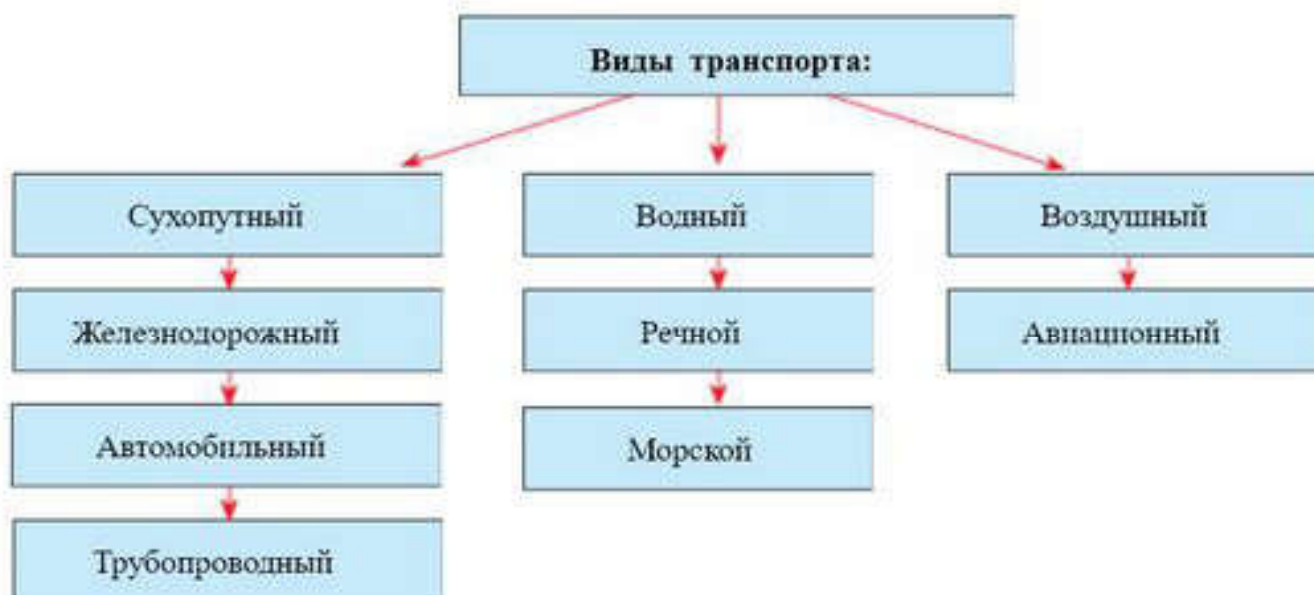 Виды транспорта:
Сухопутный
Водный
Воздушный
Железнодорожный
Речной
Авиационный
Автомобильный
Морской
Трубопроводный